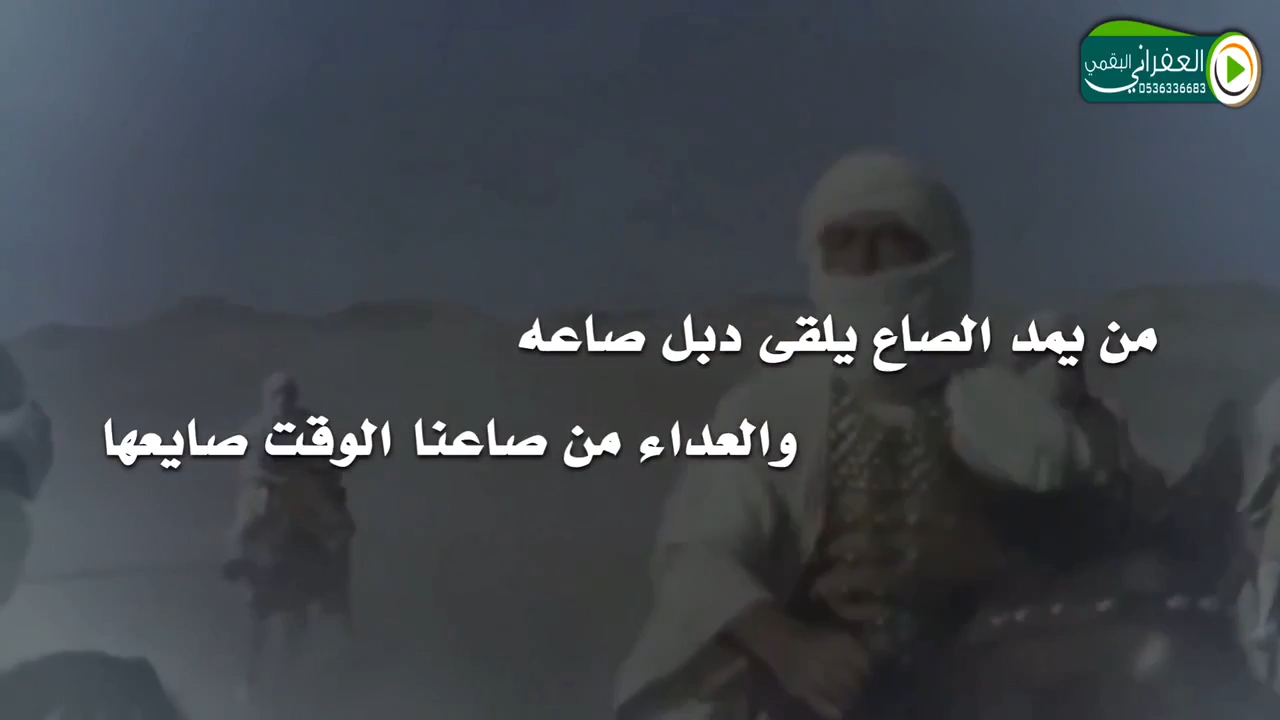 العفراني البقمي
0536336683
من يمد الصاع يلقى دبل صاعه
والعداء من صاعنا الوقت صايعها